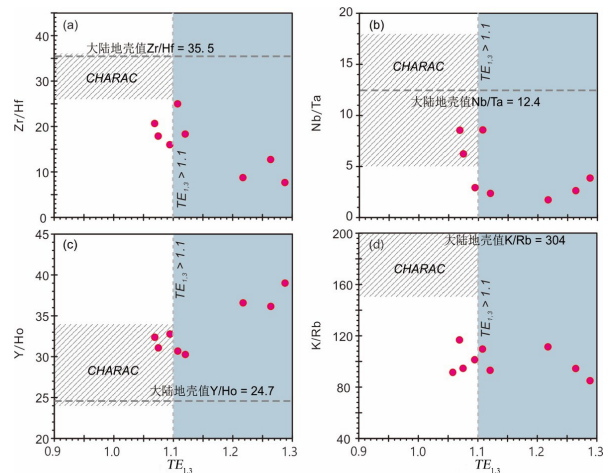 (a)
大陆地壳值Zr/Hf = 35. 5
CHARAC
TE1,3 > 1.1
Zr/Hf
45
40
30
20
10
0
(b)
CHARAC
大陆地壳值Nb/Ta = 12.4
TE1,3 > 1.1
Nb/Ta
20
15
10
5
0
(c)
TE1,3 > 1.1
CHARAC
大陆地壳值Y/Ho = 24.7
Y/Ho
45
40
35
30
25
20
0.9
1.0
1.1
1.2
1.3
TE1,3
(d)
大陆地壳值K/Rb = 304
CHARAC
TE1,3 > 1.1
K/Rb
200
160
120
80
40
0.9
1.0
1.1
1.2
1.3
TE1,3